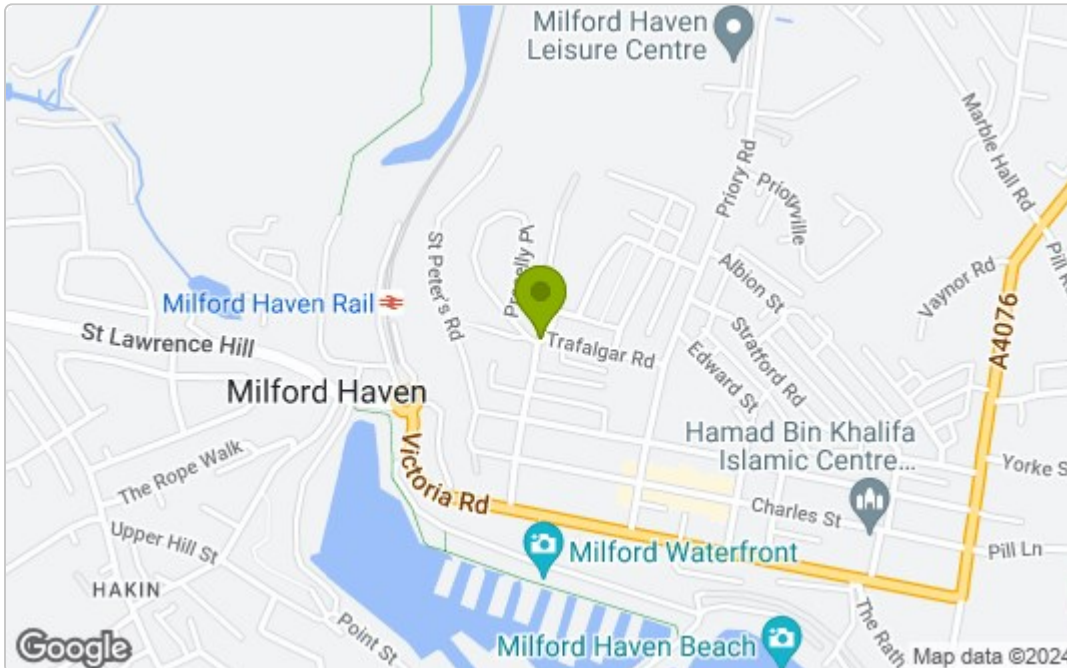 Milford Haven
Leisure Centre
Marble Hall Rd
Priory Rd
Priotyville
St Peter's Rd
Albion St
Vaynor Rd
Milford Haven Rail
A4076
St Lawrence Hill
Trafalgar Rd
Strafford Rd
Edward St
Milford Haven
Hamad Bin Khalifa
Islamic Centre...
The Rope Walk
Victoria Rd
Yorke S
Charles St
Upper Hill St
Milford Waterfront
Pill Ln
HAKIN
Point St
The Rath
Milford Haven Beach
Google
Map data ©2024